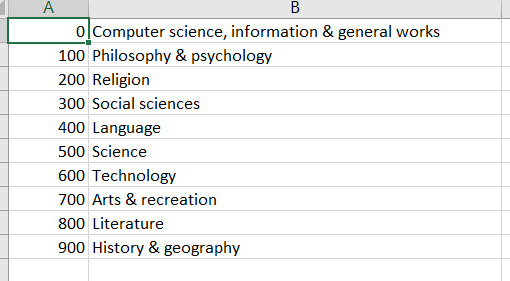 A B
0 Computer science, information & general works
100 Philosophy & psychology
200 Religion
300 Social sciences
400 Language
500 Science
600 Technology
700 Arts & recreation
800 Literature
900 History & geography